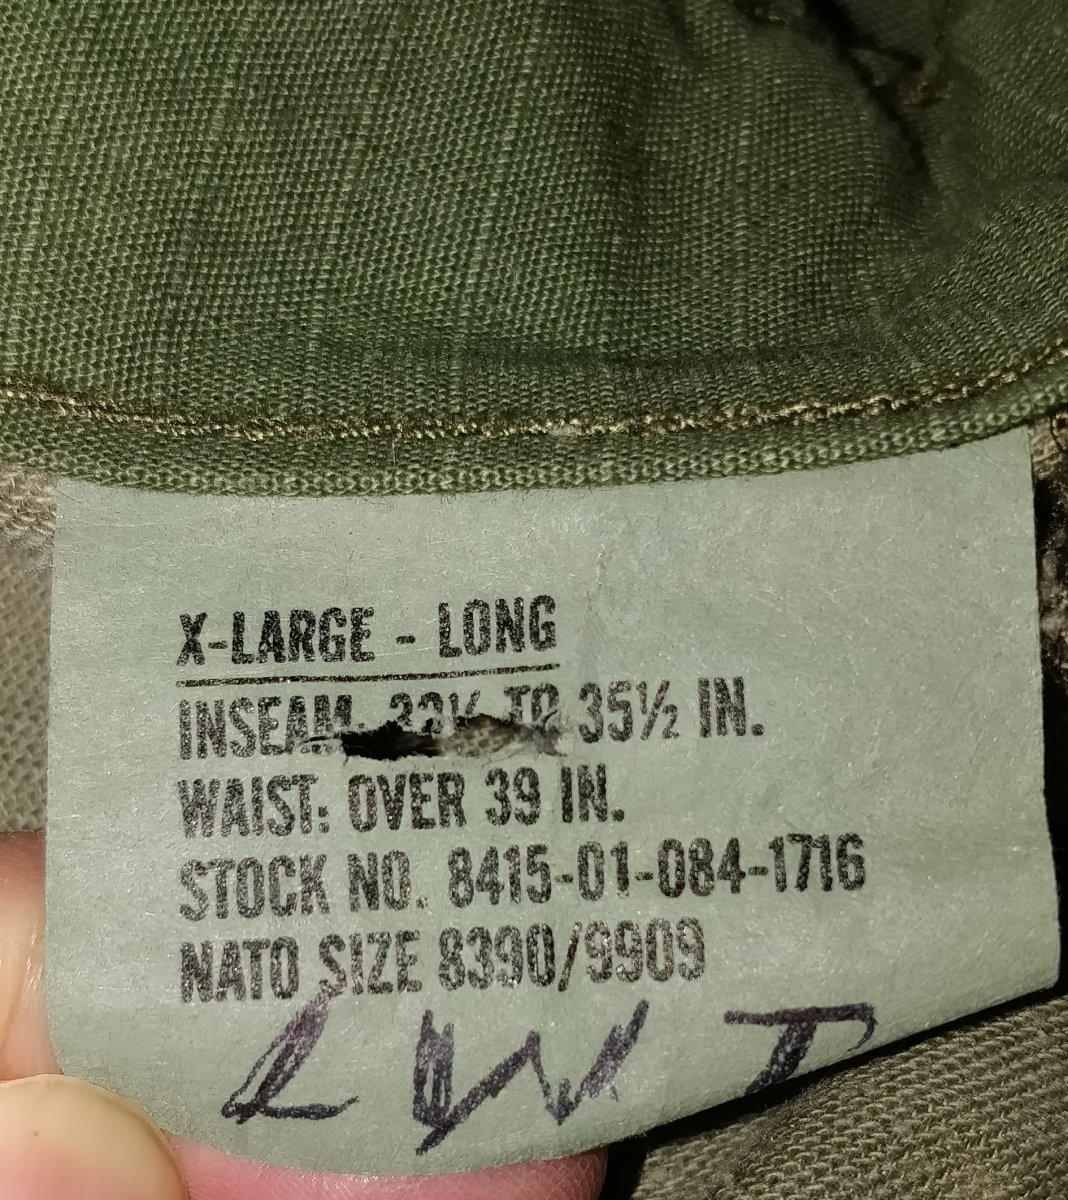 X-LARGE - LONG
INSEAM: TO 35½ IN.
WAIST: OVER 39 IN.
STOCK NO. 8415-01-084-1716
NATO SIZE 8390/9909